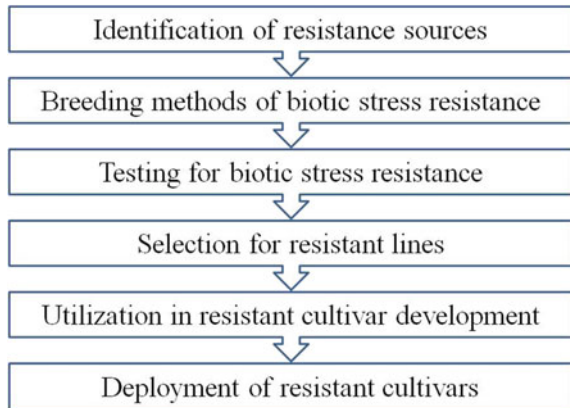 Identification of resistance sources
Breeding methods of biotic stress resistance
Testing for biotic stress resistance
Selection for resistant lines
Utilization in resistant cultivar development
Deployment of resistant cultivars